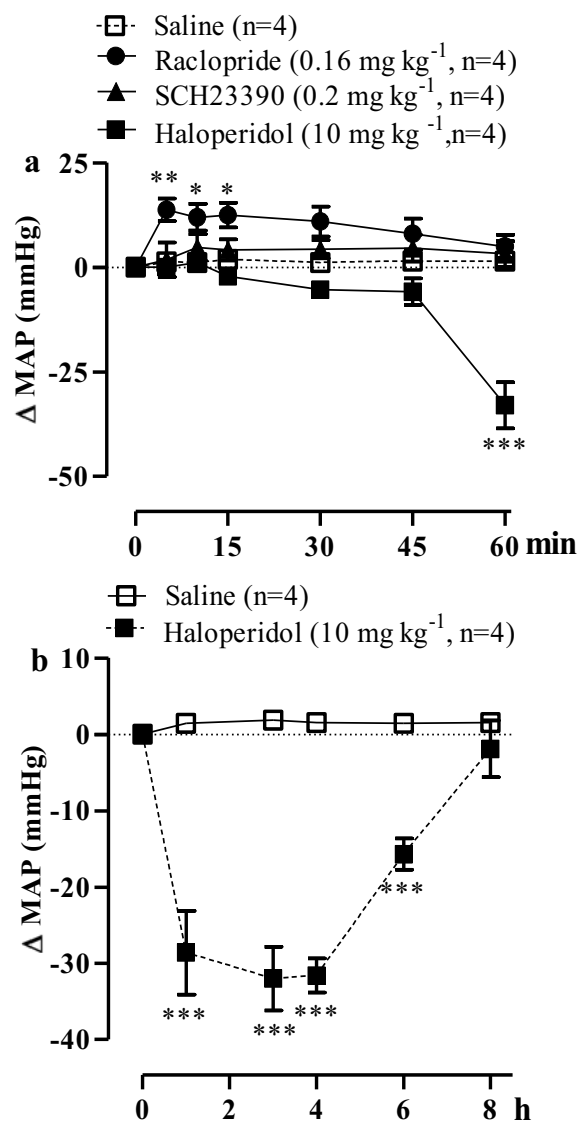 Saline (n=4)
Raclopride (0.16 mg kg⁻¹, n=4)
SCH23390 (0.2 mg kg⁻¹, n=4)
Haloperidol (10 mg kg ⁻¹,n=4)
a
25
0
-25
-50
Δ MAP (mmHg)
** * *
***
0 15 30 45 60 min
Saline (n=4)
Haloperidol (10 mg kg⁻¹, n=4)
b
10
0
-10
-20
-30
-40
Δ MAP (mmHg)
***
***
***
***
0 2 4 6 8 h